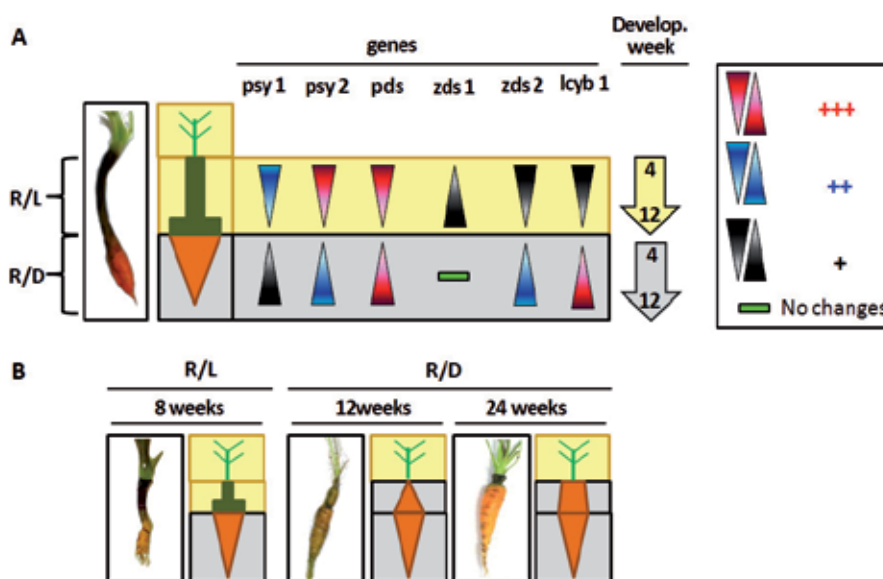 A
genes
Develop.
week
psy 1 psy 2 pds zds 1 zds 2 lcyb 1
R/L
4
12
R/D
4
12
+++
++
+
No changes
B
R/L R/D
8 weeks 12weeks 24 weeks